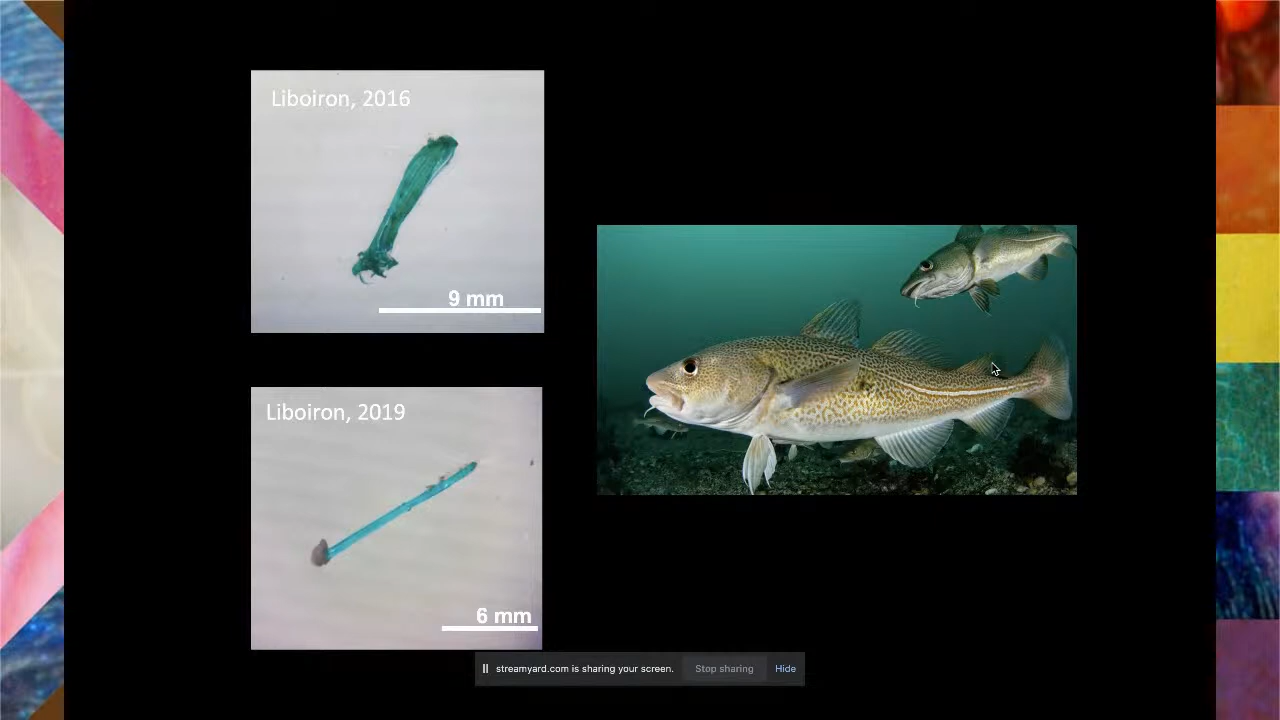 Liboiron, 2016
9 mm
Liboiron, 2019
6 mm
streamyard.com is sharing your screen. Stop sharing Hide